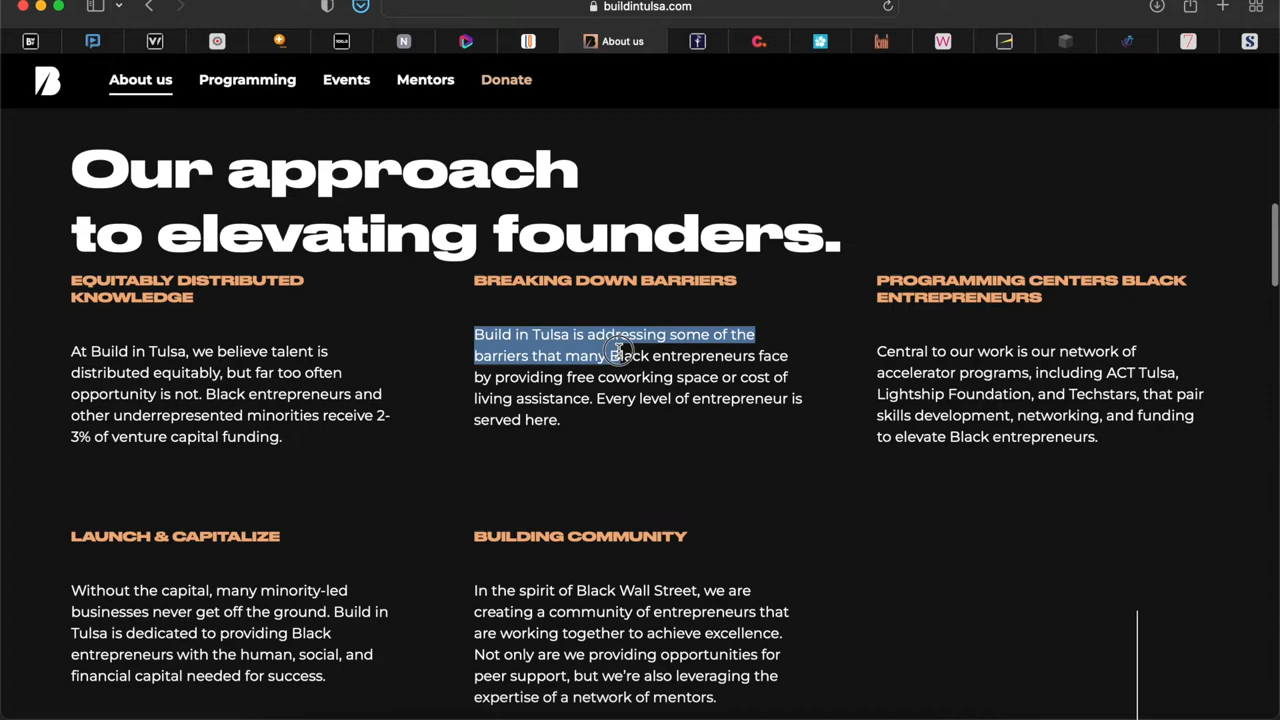 buildintulsa.com
About us
About us
Programming
Events
Mentors
Donate
Our approach
to elevating founders.
EQUITABLY DISTRIBUTED
KNOWLEDGE
At Build in Tulsa, we believe talent is
distributed equitably, but far too often
opportunity is not. Black entrepreneurs and
other underrepresented minorities receive 2-
3% of venture capital funding.
BREAKING DOWN BARRIERS
Build in Tulsa is addressing some of the
barriers that many Black entrepreneurs face
by providing free coworking space or cost of
living assistance. Every level of entrepreneur is
served here.
PROGRAMMING CENTERS BLACK
ENTREPRENEURS
Central to our work is our network of
accelerator programs, including ACT Tulsa,
Lightship Foundation, and Techstars, that pair
skills development, networking, and funding
to elevate Black entrepreneurs.
LAUNCH & CAPITALIZE
Without the capital, many minority-led
businesses never get off the ground. Build in
Tulsa is dedicated to providing Black
entrepreneurs with the human, social, and
financial capital needed for success.
BUILDING COMMUNITY
In the spirit of Black Wall Street, we are
creating a community of entrepreneurs that
are working together to achieve excellence.
Not only are we providing opportunities for
peer support, but we're also leveraging the
expertise of a network of mentors.